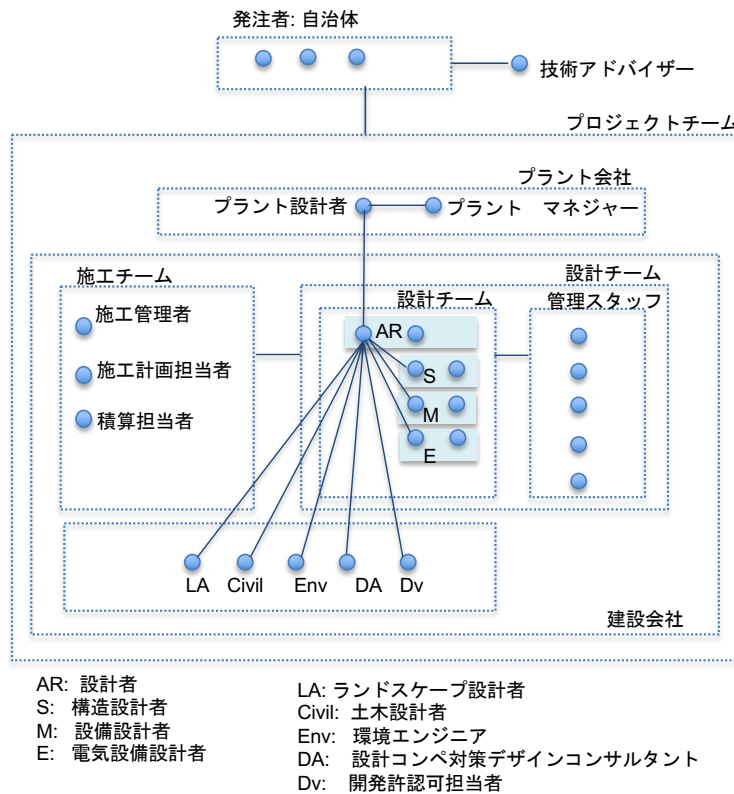 発注者: 自治体
技術アドバイザー
プロジェクトチーム
プラント会社
プラント設計者
プラント　マネジャー
施工チーム
設計チーム
設計チーム
管理スタッフ
施工管理者
AR
施工計画担当者
S
積算担当者
M
E
LA
Civil
Env
DA
Dv
建設会社
AR: 設計者
S: 構造設計者
M: 設備設計者
E: 電気設備設計者
LA: ランドスケープ設計者
Civil: 土木設計者
Env: 環境エンジニア
DA: 設計コンペ対策デザインコンサルタント
Dv: 開発許認可担当者